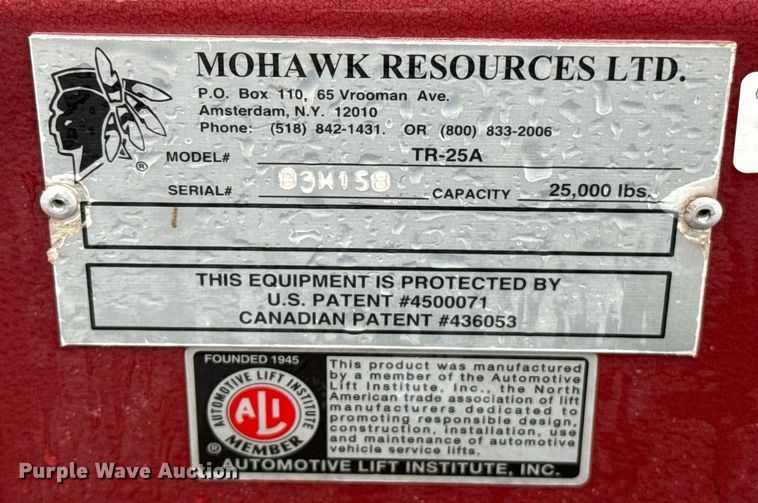 MOHAWK RESOURCES LTD.
P.O. Box 110, 65 Vrooman Ave.
Amsterdam, N.Y. 12010
Phone: (518) 842-1431. OR (800) 833-2006
MODEL# TR-25A
SERIAL# CAPACITY 25,000 lbs.
THIS EQUIPMENT IS PROTECTED BY
U.S. PATENT #4500071
CANADIAN PATENT #436053
FOUNDED 1945
AUTOMOTIVE LIFT INSTITUTE
ALI
MEMBER
This product was manufactured
by a member of the Automotive
Lift Institute, Inc., the North
American trade association of lift
manufacturers dedicated to
promoting responsible design,
construction, installation, use
and maintenance of automotive
vehicle service lifts.
AUTOMOTIVE LIFT INSTITUTE, INC.
Purple Wave Auction